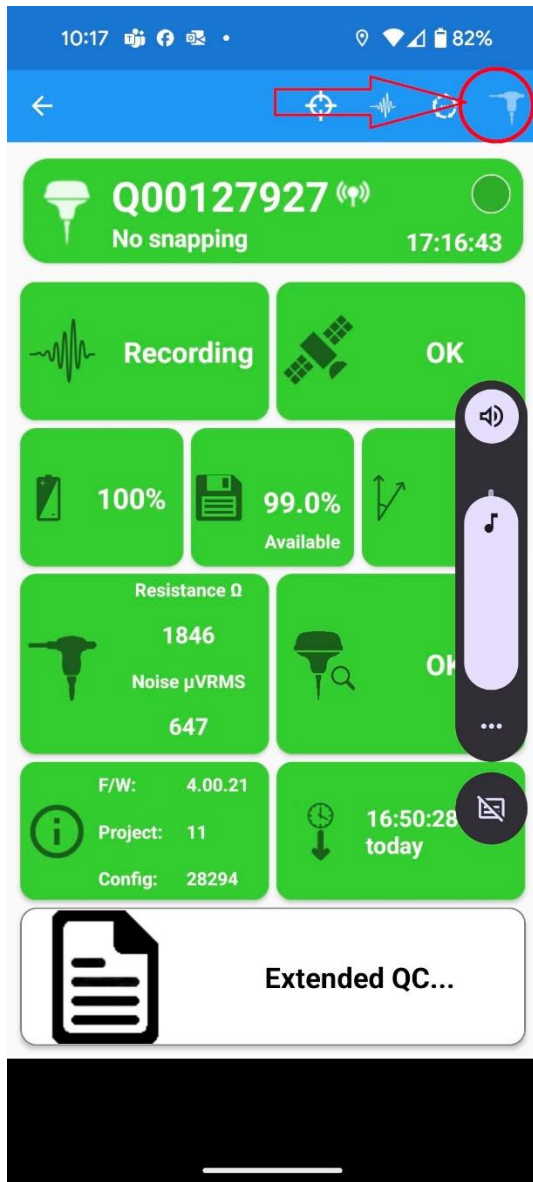 10:17 82%
Q00127927
No snapping 17:16:43
Recording OK
100% 99.0%
Available
Resistance Ω
1846
Noise µVRMS
647
F/W: 4.00.21
Project: 11
Config: 28294
16:50:28
today
Extended QC...